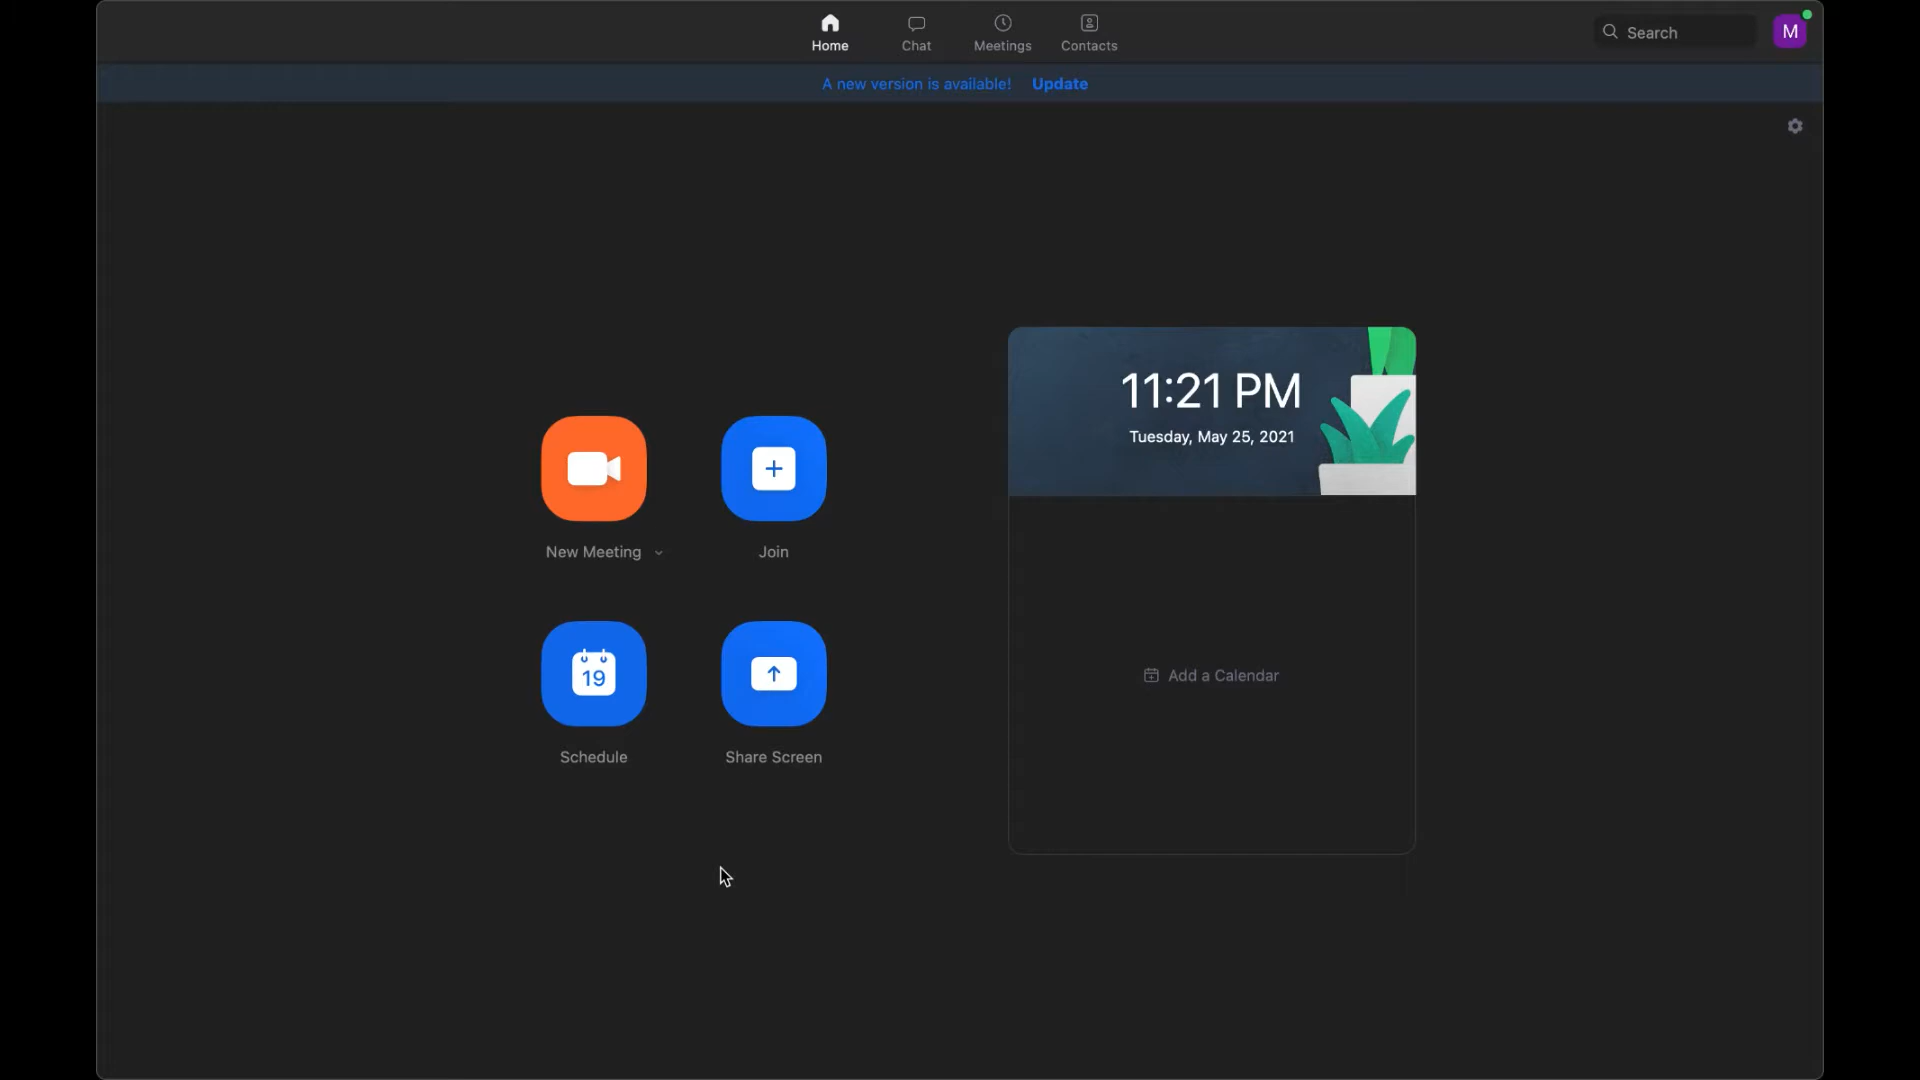 Home
Chat
Meetings
Contacts
Search
M
A new version is available! Update
11:21 PM
Tuesday, May 25, 2021
New Meeting
Join
19
Schedule
Share Screen
Add a Calendar